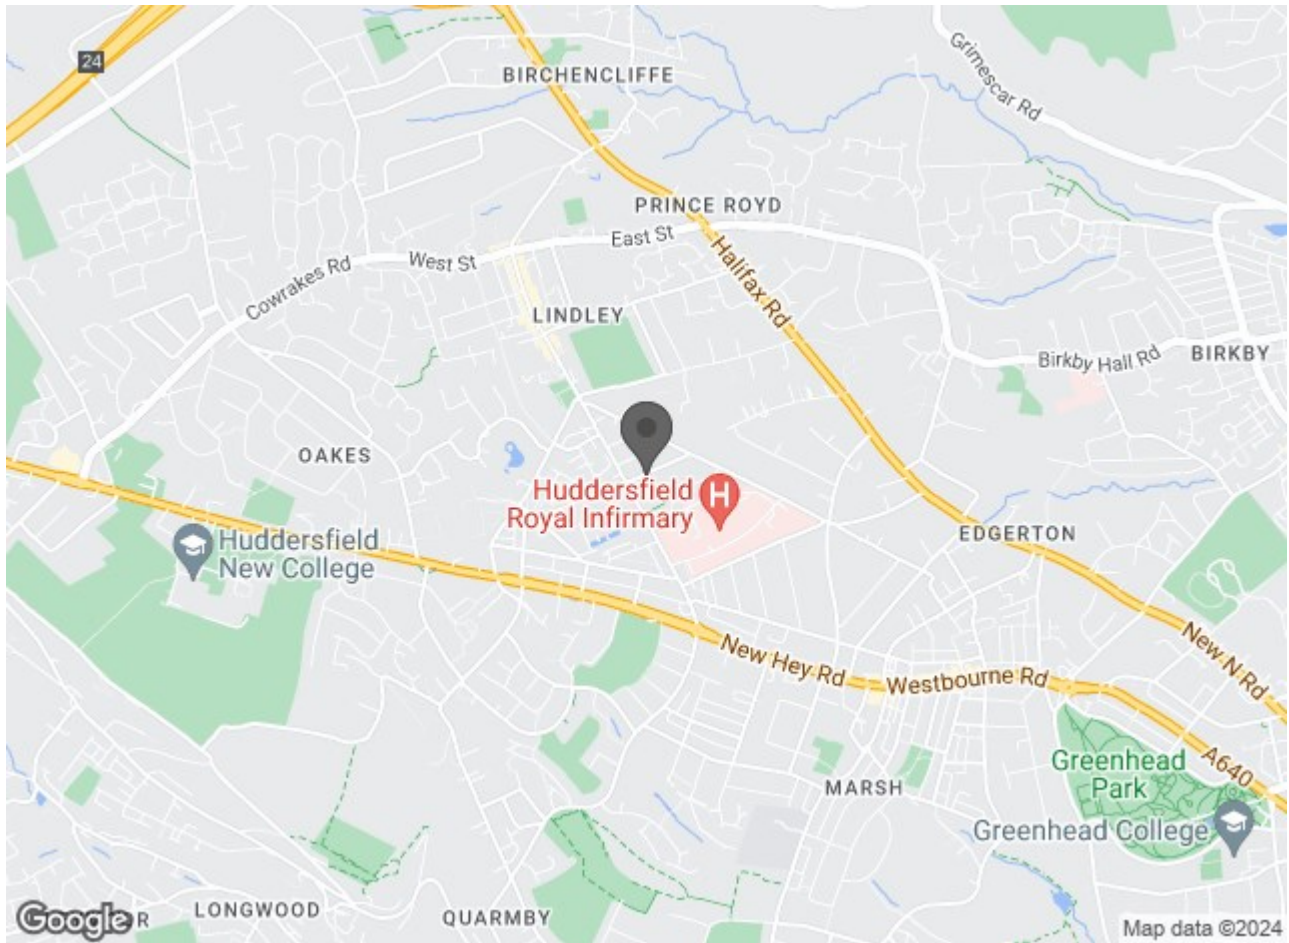 24
BIRCHENCLIFFE
Grimescar Rd
PRINCE ROYD
East St
West St
Cowrakes Rd
Halifax Rd
LINDLEY
Birkby Hall Rd
BIRKBY
OAKES
Huddersfield
Royal Infirmary
H
Huddersfield
New College
EDGERTON
New Hey Rd
Westbourne Rd
New N Rd
A640
Greenhead
Park
MARSH
Greenhead College
LONGWOOD
QUARMBY
Google
Map data ©2024